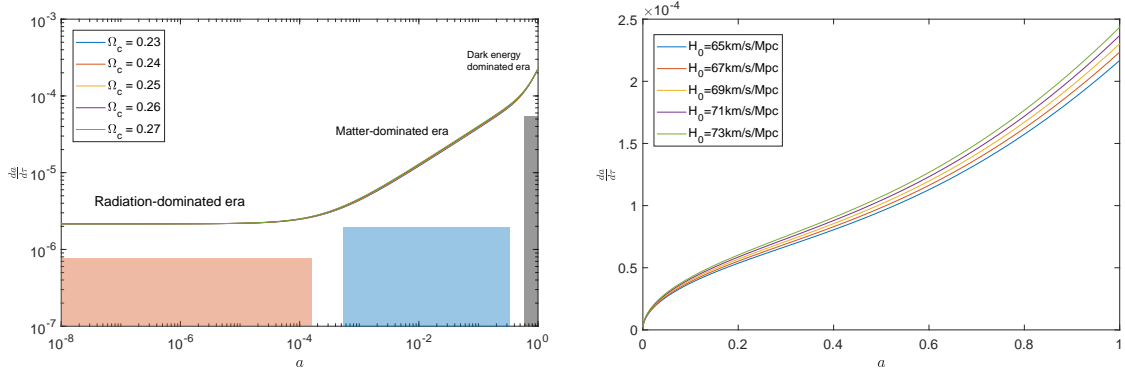 10^-3
10^-4
10^-5
10^-6
10^-7
da/dτ
Ω_c = 0.23
Ω_c = 0.24
Ω_c = 0.25
Ω_c = 0.26
Ω_c = 0.27
Dark energy
dominated era
Matter-dominated era
Radiation-dominated era
10^-8 10^-6 10^-4 10^-2 10^0
a
×10^-4
2.5
2
1.5
1
0.5
0
da/dτ
H_0=65km/s/Mpc
H_0=67km/s/Mpc
H_0=69km/s/Mpc
H_0=71km/s/Mpc
H_0=73km/s/Mpc
0 0.2 0.4 0.6 0.8 1
a